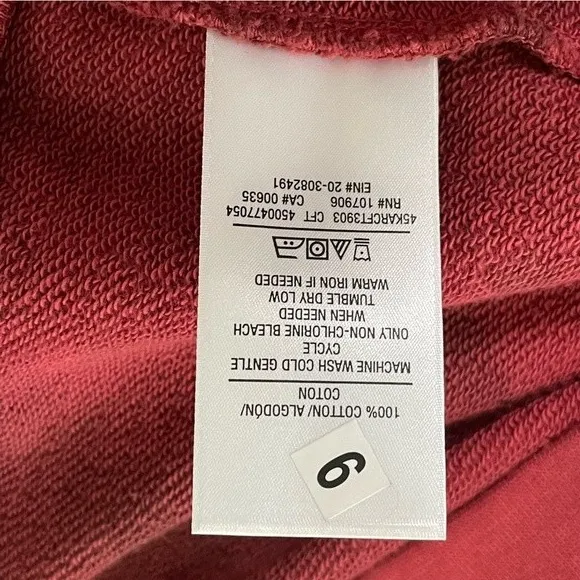 6
100% COTTON/ ALGODÓN/
COTON
MACHINE WASH COLD GENTLE
CYCLE
ONLY NON-CHLORINE BLEACH
WHEN NEEDED
TUMBLE DRY LOW
WARM IRON IF NEEDED
45KARCFT3903 CFT 4500477054
RN# 107906 CA# 00635
EIN# 20-3082491